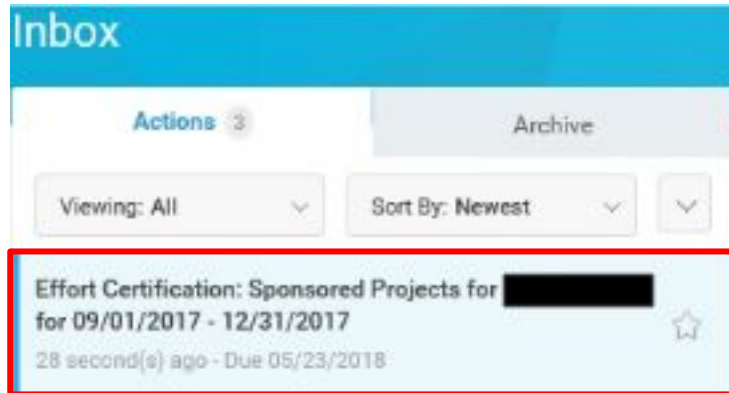 Inbox
Actions 3
Archive
Viewing: All
Sort By: Newest
Effort Certification: Sponsored Projects for
for 09/01/2017 - 12/31/2017
28 second(s) ago - Due 05/23/2018